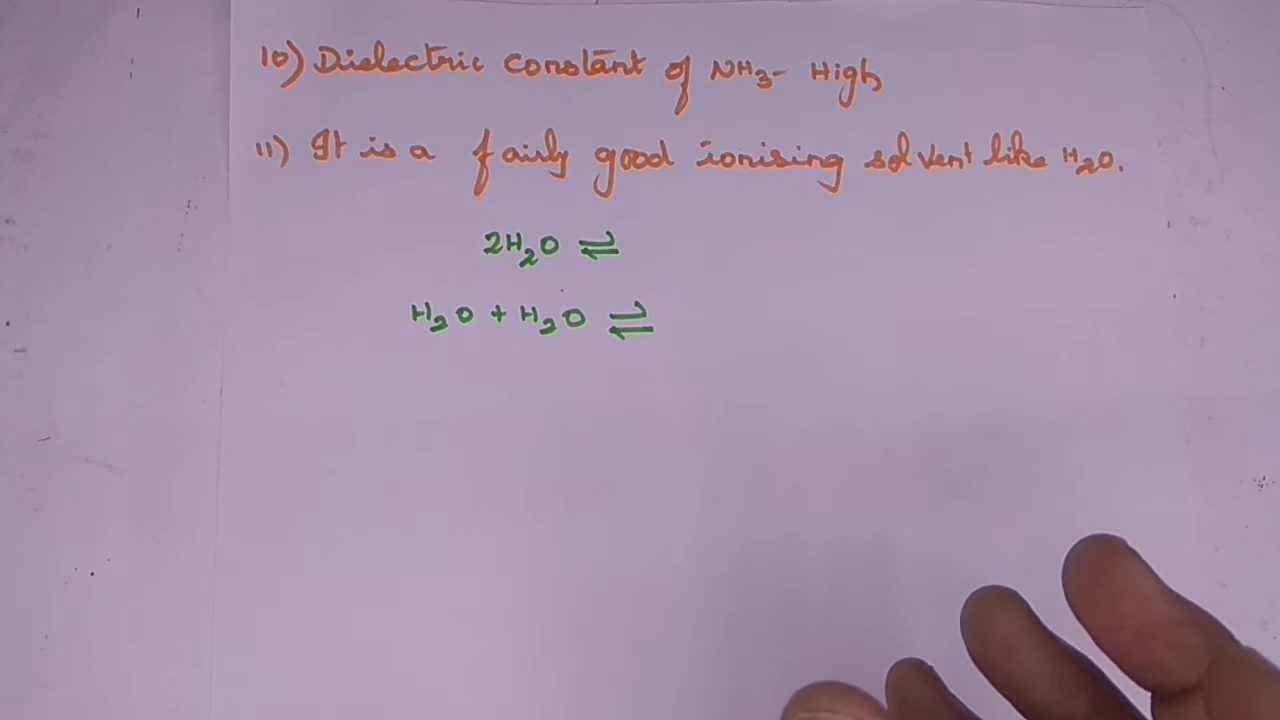 10) Dielectric constant of NH3- High
11) It is a fairly good ionising solvent like H2O.
2H2O ⇌
H2O + H2O ⇌